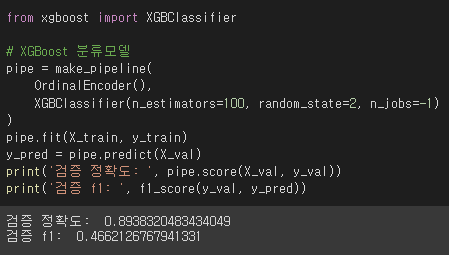 from xgboost import XGBClassifier
# XGBoost 분류모델
pipe = make_pipeline(
OrdinalEncoder(),
XGBClassifier(n_estimators=100, random_state=2, n_jobs=-1)
)
pipe.fit(X_train, y_train)
y_pred = pipe.predict(X_val)
print('검증 정확도: ', pipe.score(X_val, y_val))
print('검증 f1: ', f1_score(y_val, y_pred))
검증 정확도:  0.8938320483434049
검증 f1:  0.4662126767941331